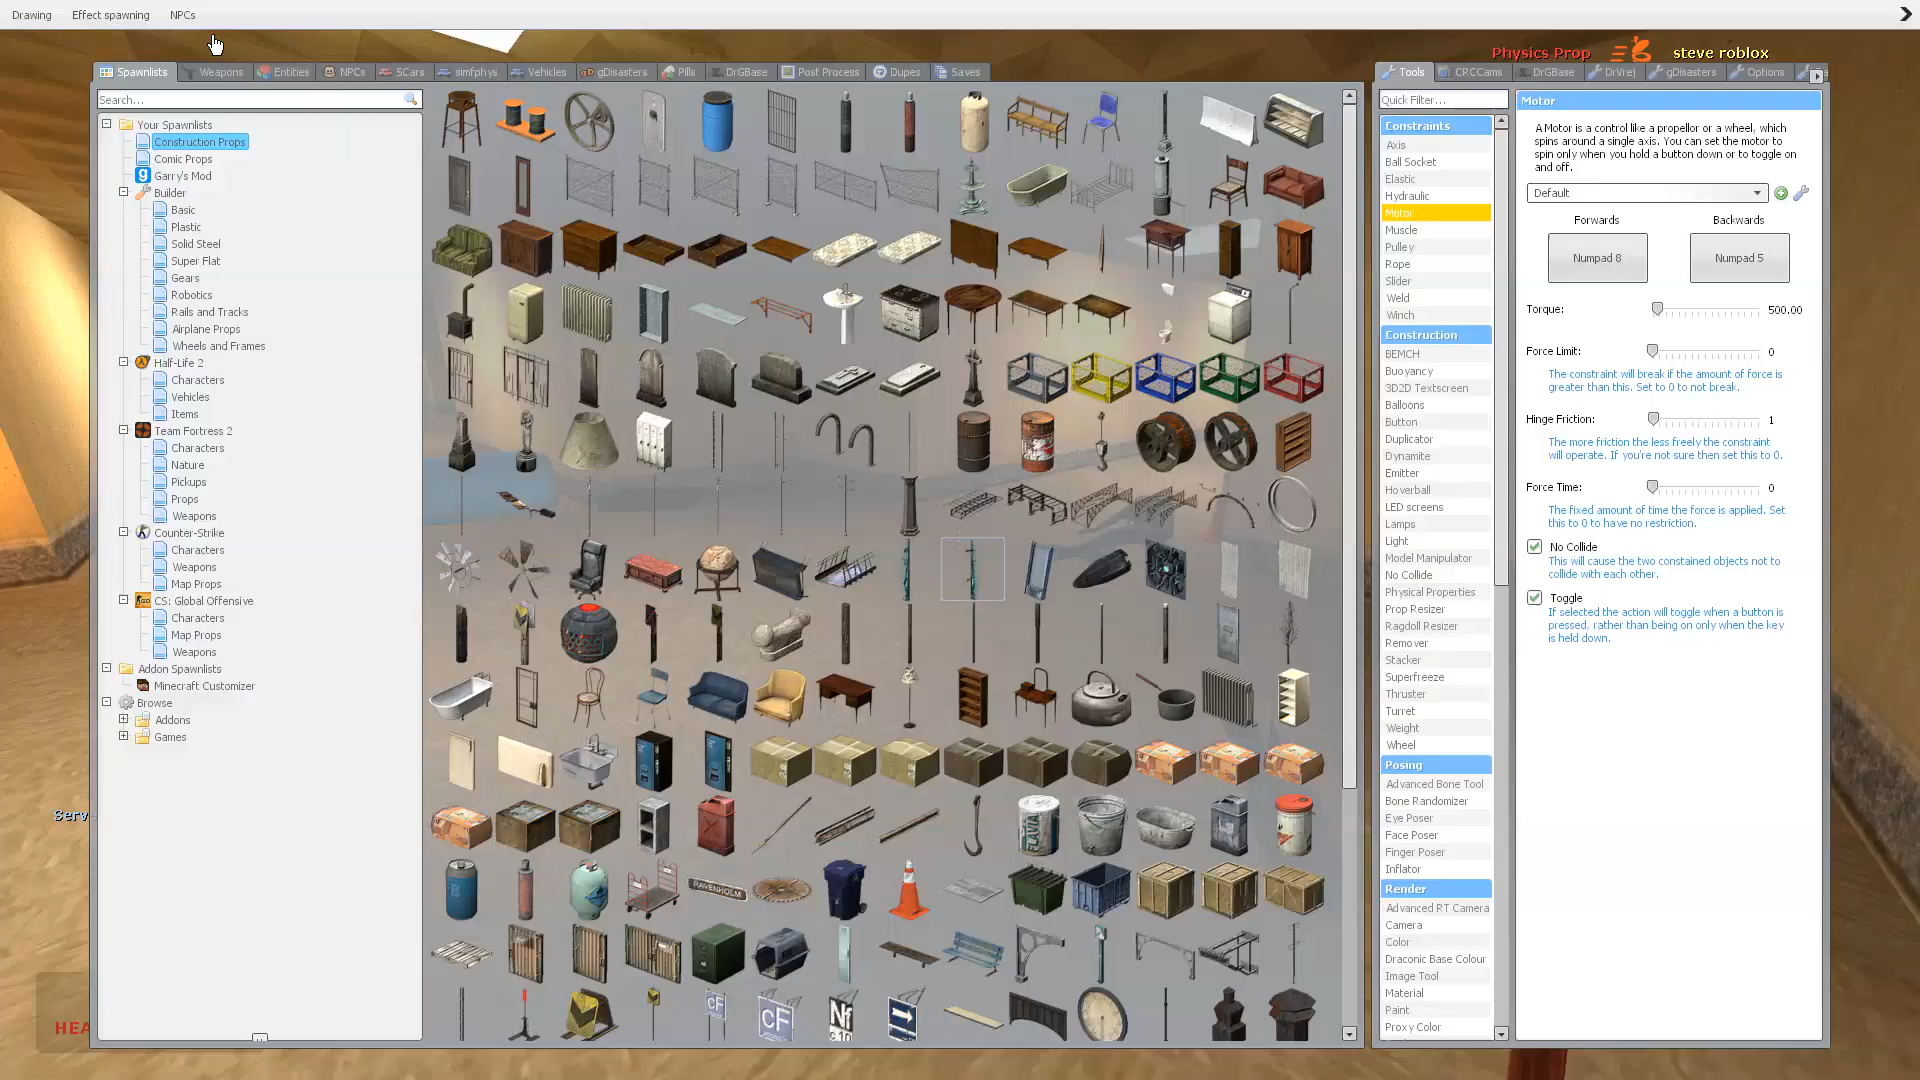 Drawing Effect spawning NPCs
Physics Prop steve roblox
Spawnlists Weapons Entities NPCs SCars simfphys Vehicles gDisasters Pills DrGBase Post Process Dupes Saves
Search...
Your Spawnlists
Construction Props
Comic Props
Garry's Mod
Builder
Basic
Plastic
Solid Steel
Super Flat
Gears
Robotics
Rails and Tracks
Airplane Props
Wheels and Frames
Half-Life 2
Characters
Vehicles
Items
Team Fortress 2
Characters
Nature
Pickups
Props
Weapons
Counter-Strike
Characters
Weapons
Map Props
CS: Global Offensive
Characters
Map Props
Weapons
Addon Spawnlists
Minecraft Customizer
Browse
Addons
Games
Serv
HEA
FLAVIA
RAVENHOLM
CF
CF
Nf
Tools CRCCams DrGBase DrVrej gDisasters Options
Quick Filter...
Constraints
Axis
Ball Socket
Elastic
Hydraulic
Motor
Muscle
Pulley
Rope
Slider
Weld
Winch
Construction
BEMCH
Buoyancy
3D2D Textscreen
Balloons
Button
Duplicator
Dynamite
Emitter
Hoverball
LED screens
Lamps
Light
Model Manipulator
No Collide
Physical Properties
Prop Resizer
Ragdoll Resizer
Remover
Stacker
Superfreeze
Thruster
Turret
Weight
Wheel
Posing
Advanced Bone Tool
Bone Randomizer
Eye Poser
Face Poser
Finger Poser
Inflator
Render
Advanced RT Camera
Camera
Color
Draconic Base Colour
Image Tool
Material
Paint
Proxy Color
Motor
A Motor is a control like a propellor or a wheel, which
spins around a single axis. You can set the motor to
spin only when you hold a button down or to toggle on
and off.
Default
Forwards Backwards
Numpad 8 Numpad 5
Torque: 500.00
Force Limit: 0
The constraint will break if the amount of force is
greater than this. Set to 0 to not break.
Hinge Friction: 1
The more friction the less freely the constraint
will operate. If you're not sure then set this to 0.
Force Time: 0
The fixed amount of time the force is applied. Set
this to 0 to have no restriction.
No Collide
This will cause the two constained objects not to
collide with each other.
Toggle
If selected the action will toggle when a button is
pressed, rather than being on only when the key
is held down.